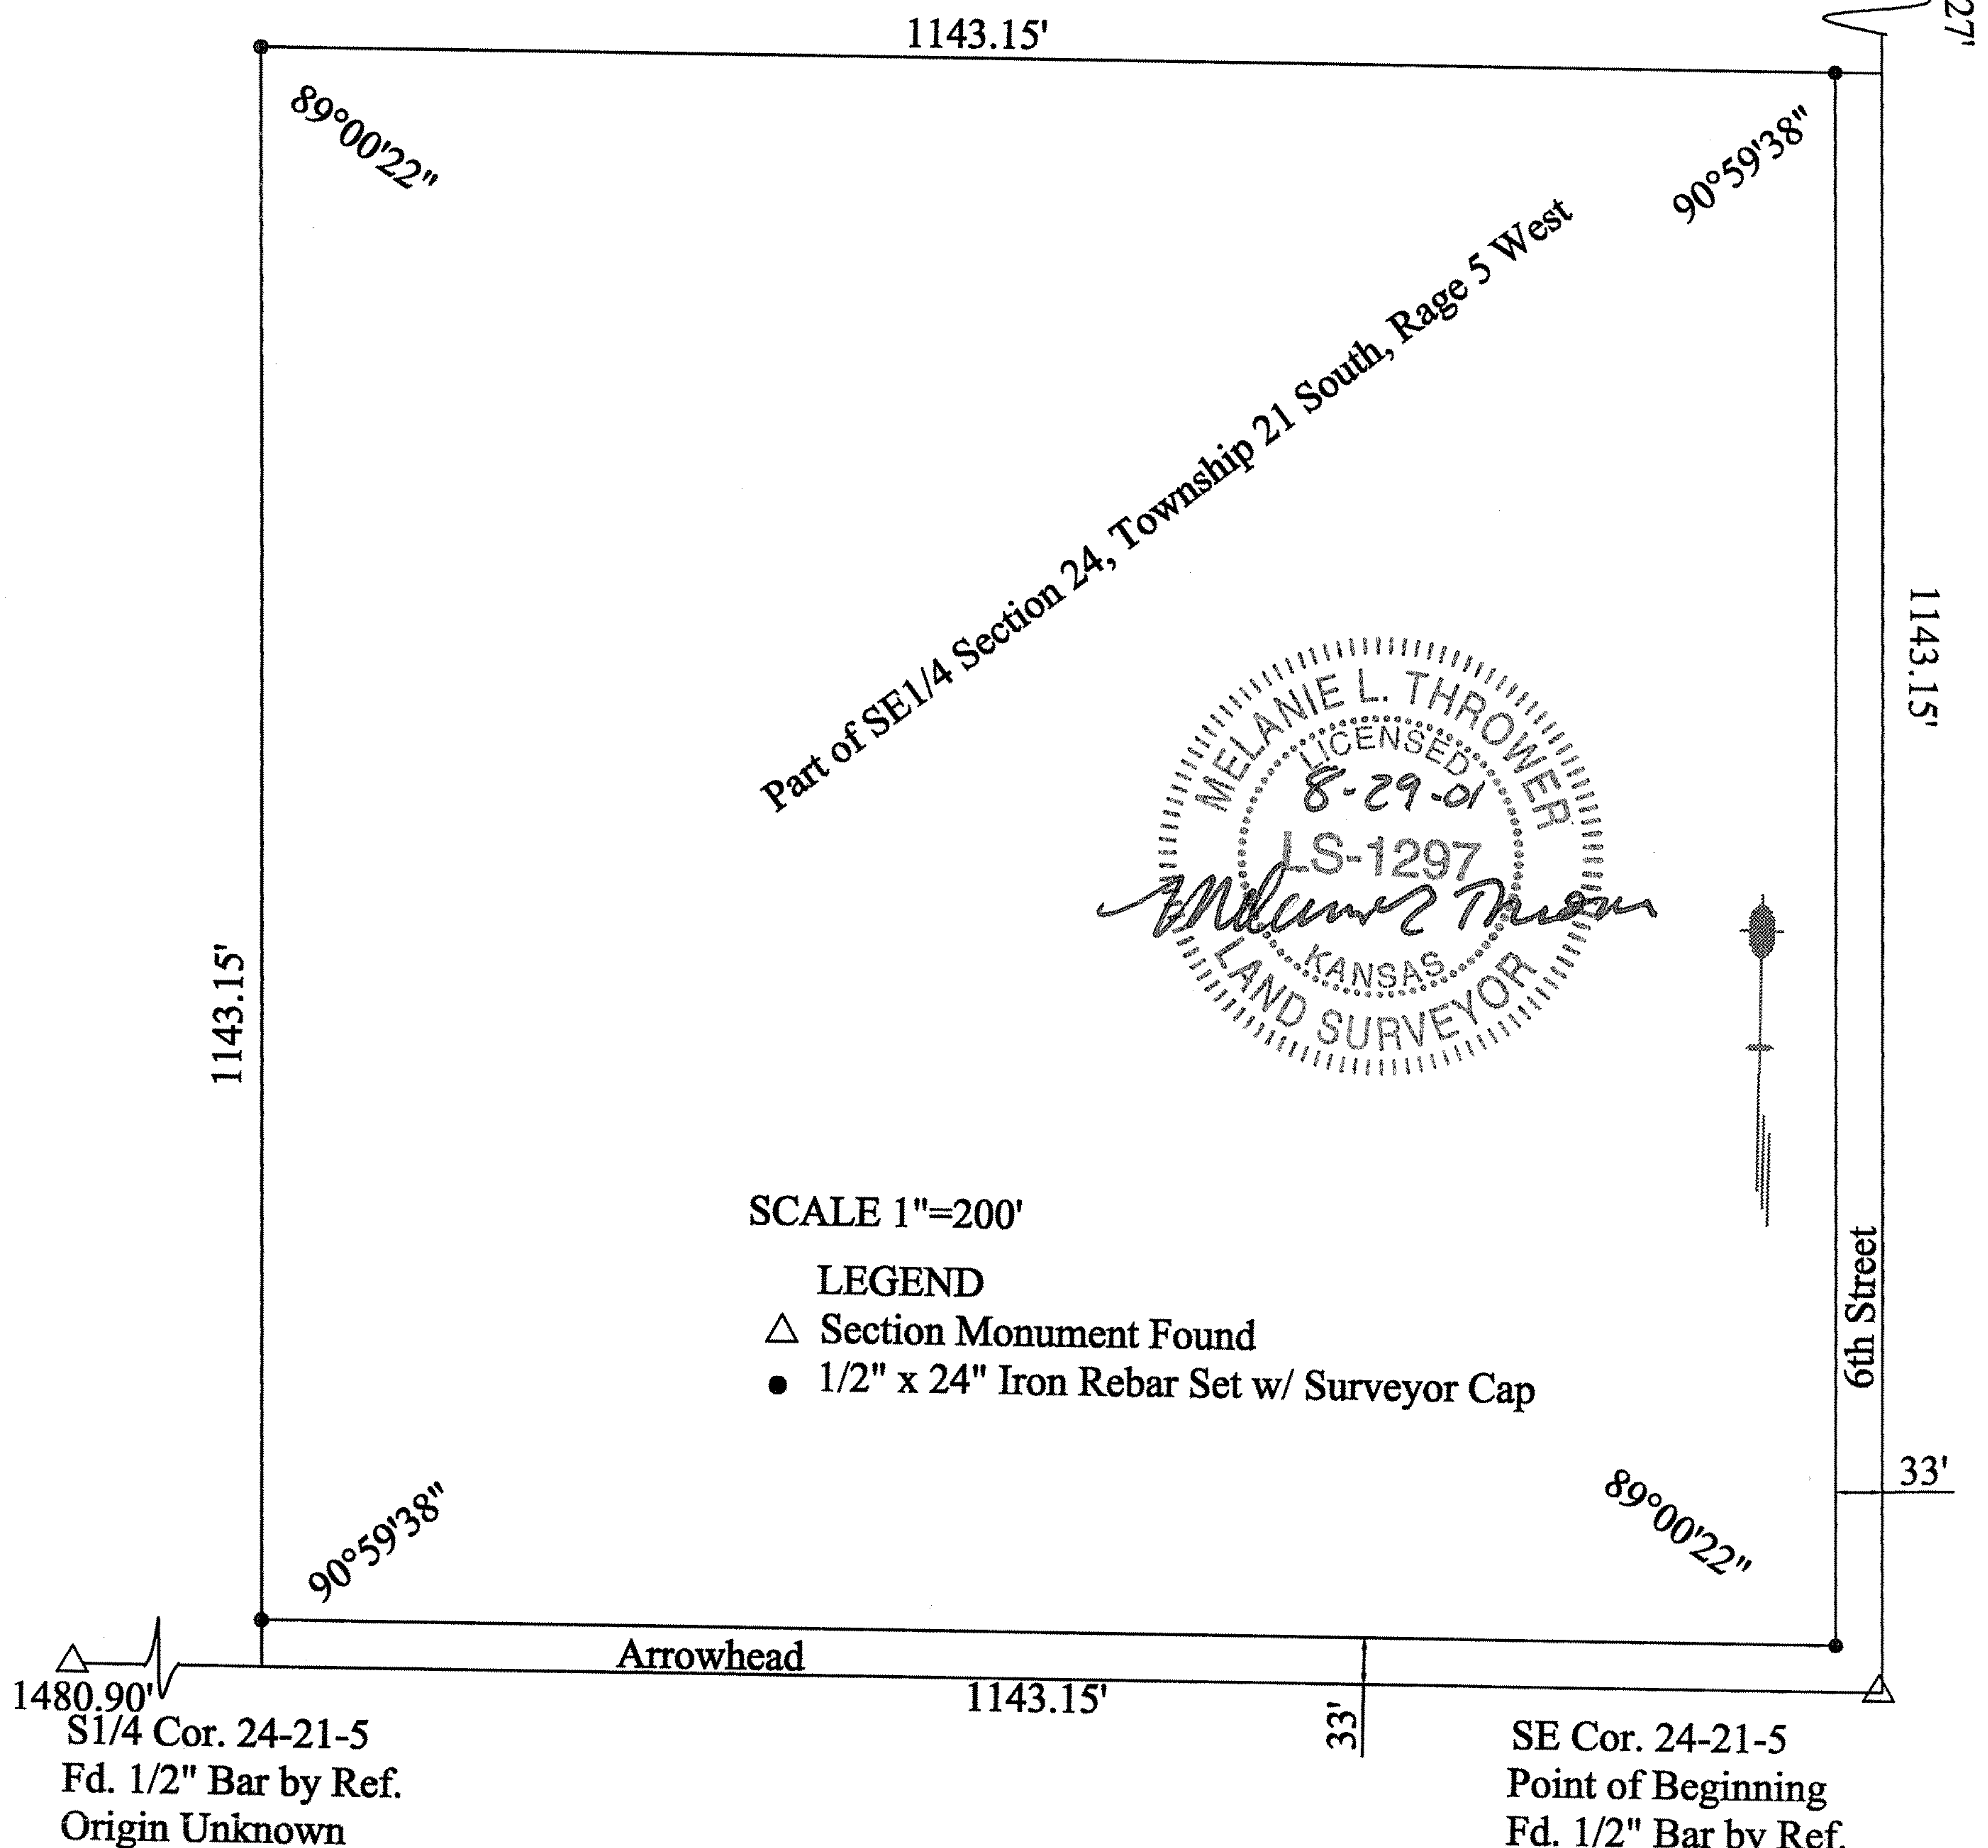 1143.15'
27'
89°00'22"
90°59'38"
Part of SE1/4 Section 24, Township 21 South, Rage 5 West
1143.15'
MELANIE L. THROWER
LICENSED
8-29-01
LS-1297
KANSAS
LAND SURVEYOR
1143.15'
SCALE 1"=200'
LEGEND
Section Monument Found
1/2" x 24" Iron Rebar Set w/ Surveyor Cap
6th Street
33'
90°59'38"
89°00'22"
Arrowhead
1480.90'
1143.15'
33'
S1/4 Cor. 24-21-5
Fd. 1/2" Bar by Ref.
Origin Unknown
SE Cor. 24-21-5
Point of Beginning
Fd. 1/2" Bar by Ref.